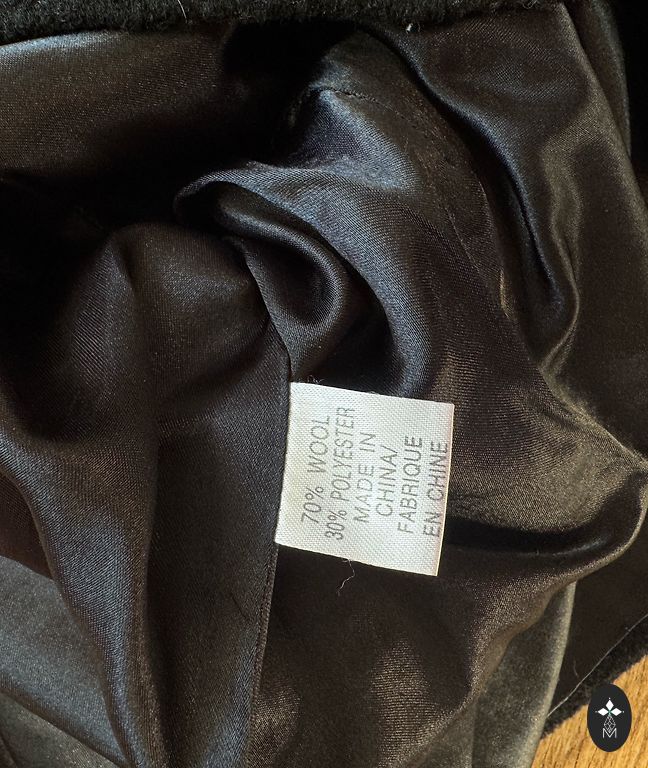 70% WOOL
30% POLYESTER
MADE IN
CHINA/
FABRIQUE
EN CHINE
M